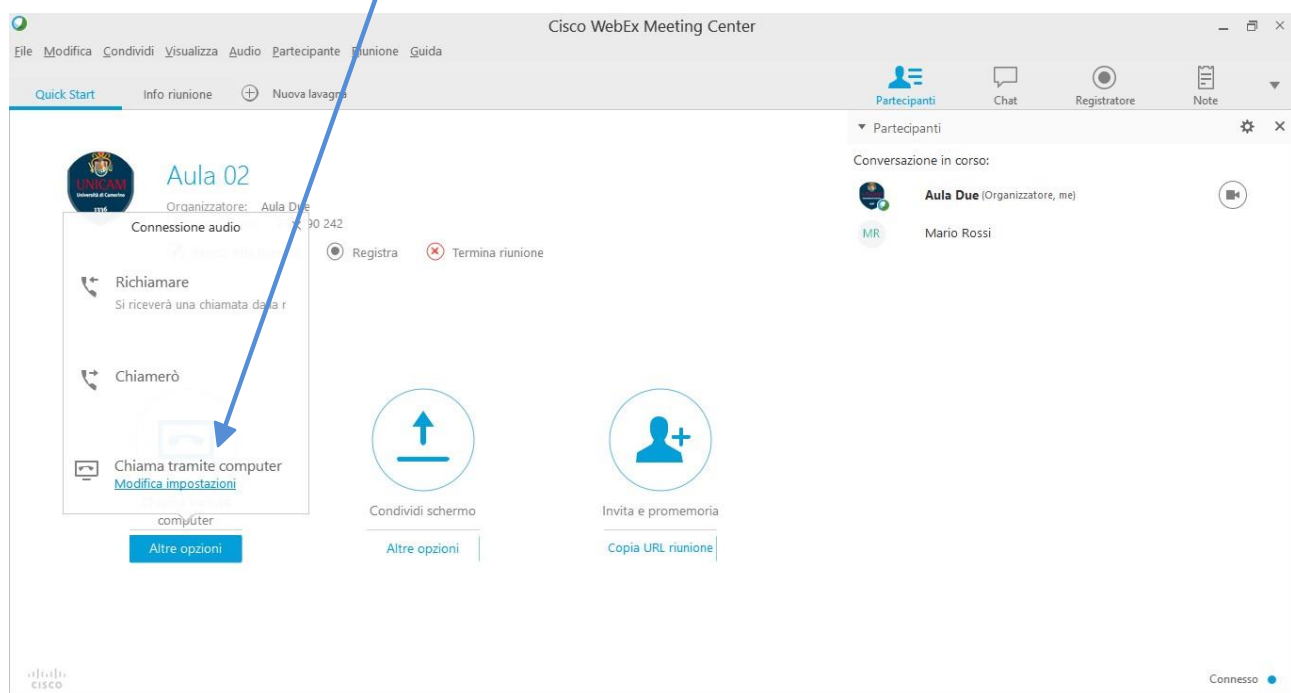 Cisco WebEx Meeting Center
File Modifica Condividi Visualizza Audio Partecipante Riunione Guida
Quick Start Info riunione Nuova lavagna
Partecipanti Chat Registratore Note
Partecipanti
Conversazione in corso:
Aula Due (Organizzatore, me)
MR Mario Rossi
UNICAM
Università di Camerino
1336
Aula 02
Organizzatore: Aula Due
90 242
Registra Termina riunione
Connessione audio
Richiamare
Si riceverà una chiamata dalla r
Chiamerò
Chiama tramite computer
Modifica impostazioni
computer
Altre opzioni
Condividi schermo
Altre opzioni
Invita e promemoria
Copia URL riunione
CISCO
Connesso